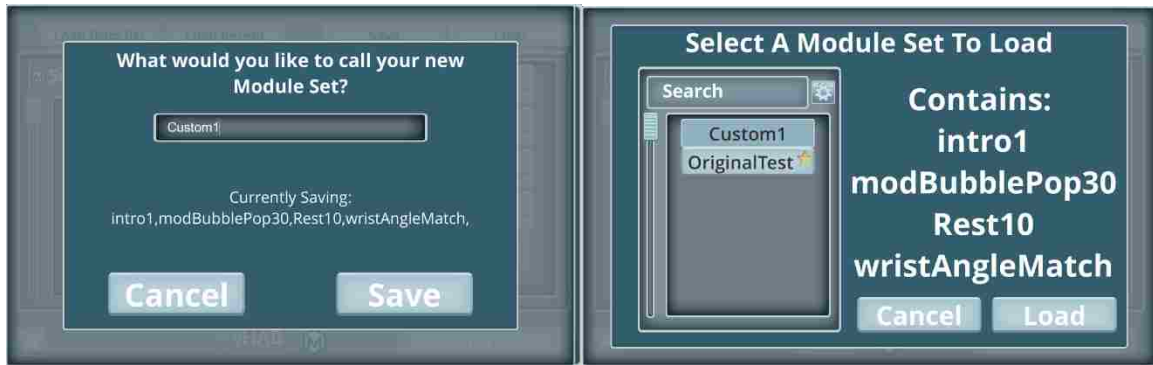 What would you like to call your new
Module Set?
Custom1
Currently Saving:
intro1,modBubblePop30,Rest10,wristAngleMatch,
Cancel
Save
Select A Module Set To Load
Search
Custom1
OriginalTest
Contains:
intro1
modBubblePop30
Rest10
wristAngleMatch
Cancel
Load